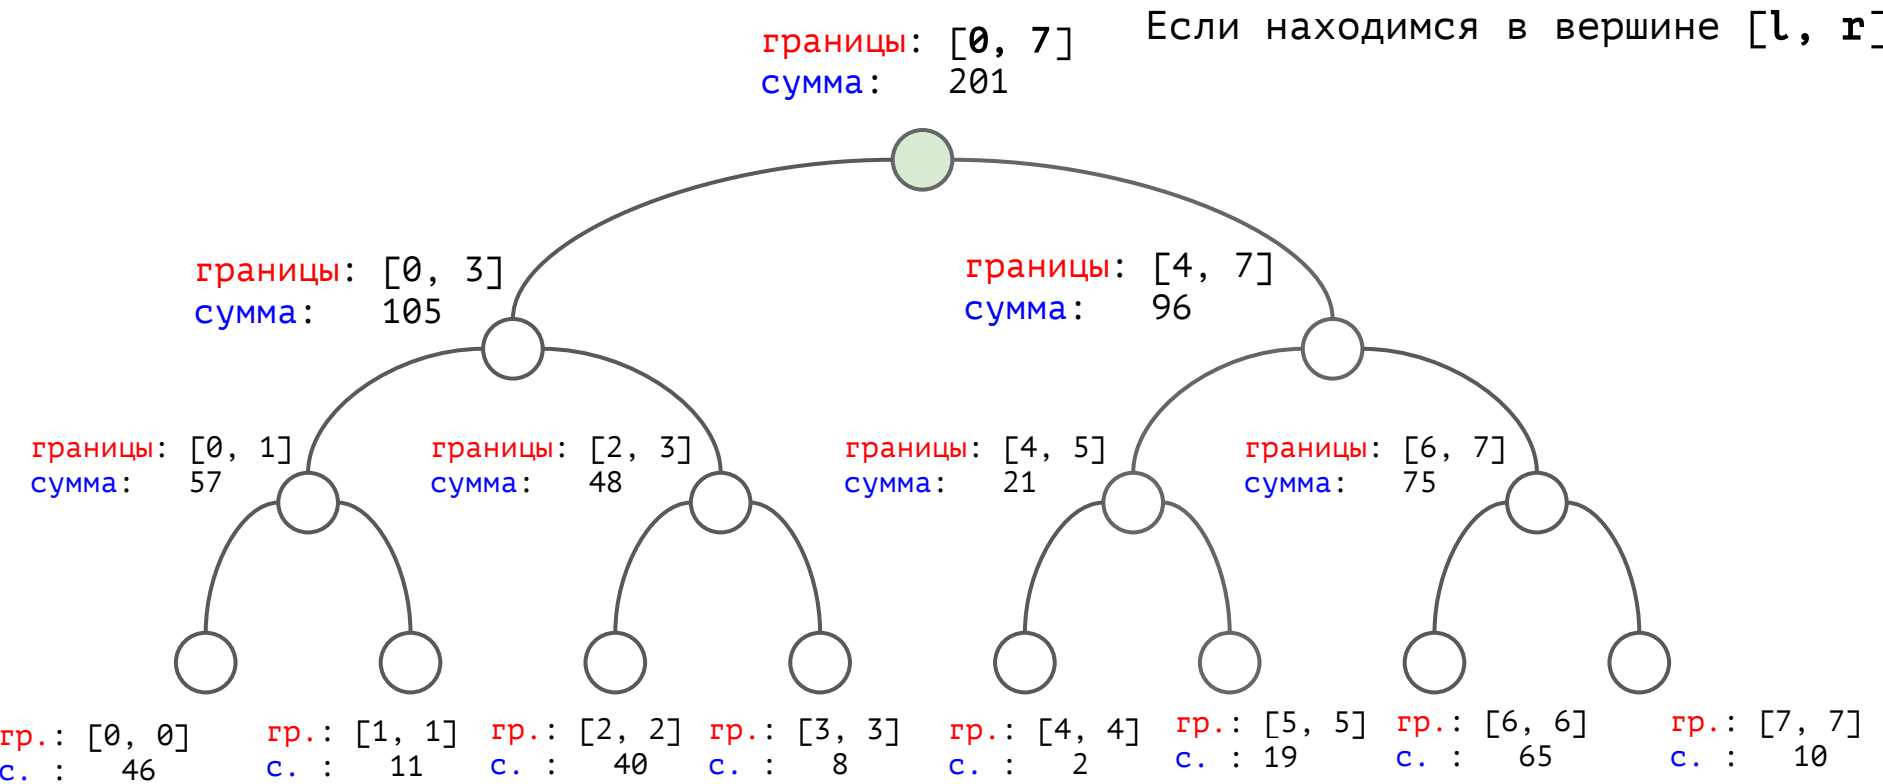 Если находимся в вершине [l, r]
границы: [0, 7]
сумма: 201
границы: [0, 3]
сумма: 105
границы: [4, 7]
сумма: 96
границы: [0, 1]
сумма: 57
границы: [2, 3]
сумма: 48
границы: [4, 5]
сумма: 21
границы: [6, 7]
сумма: 75
гр.: [0, 0]
с. : 46
гр.: [1, 1]
с. : 11
гр.: [2, 2]
с. : 40
гр.: [3, 3]
с. : 8
гр.: [4, 4]
с. : 2
гр.: [5, 5]
с. : 19
гр.: [6, 6]
с. : 65
гр.: [7, 7]
с. : 10